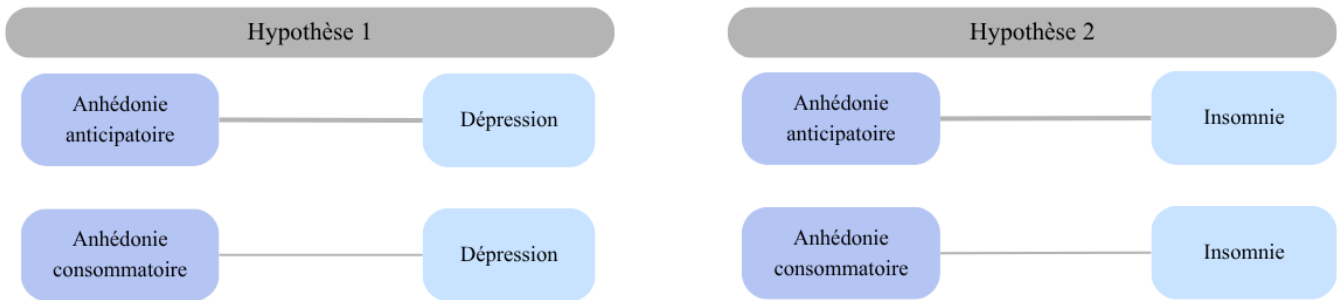 Hypothèse 1
Anhédonie
anticipatoire
Dépression
Anhédonie
consommatoire
Dépression
Hypothèse 2
Anhédonie
anticipatoire
Insomnie
Anhédonie
consommatoire
Insomnie